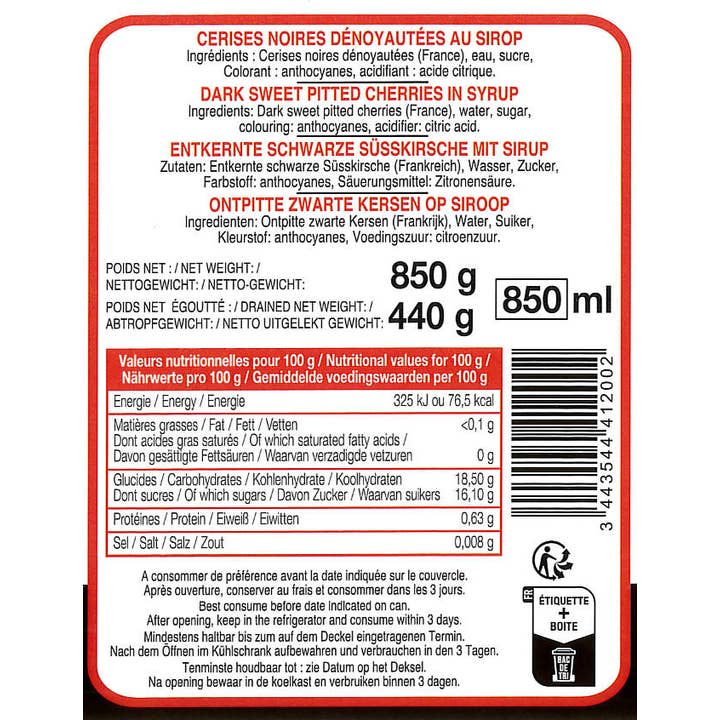 CERISES NOIRES DÉNOYAUTÉES AU SIROP
Ingrédients : Cerises noires dénoyautées (France), eau, sucre,
Colorant : anthocyanes, acidifiant : acide citrique.
DARK SWEET PITTED CHERRIES IN SYRUP
Ingredients: Dark sweet pitted cherries (France), water, sugar,
colouring: anthocyanes, acidifier: citric acid.
ENTKERNTE SCHWARZE SÜSSKIRSCHE MIT SIRUP
Zutaten: Entkernte schwarze Süsskirsche (Frankreich), Wasser, Zucker,
Farbstoff: anthocyanes, Säuerungsmittel: Zitronensäure.
ONTPITTE ZWARTE KERSEN OP SIROOP
Ingredienten: Ontpitte zwarte Kersen (Frankrijk), Water, Suiker,
Kleurstof: anthocyanes, Voedingszuur: citroenzuur.
POIDS NET : / NET WEIGHT: /
NETTOGEWICHT: / NETTO-GEWICHT: 850 g
POIDS NET ÉGOUTTÉ : / DRAINED NET WEIGHT: /
ABTROPFGEWICHT: / NETTO UITGELEKT GEWICHT: 440 g
850 ml
Valeurs nutritionnelles pour 100 g / Nutritional values for 100 g /
Nährwerte pro 100 g / Gemiddelde voedingswaarden per 100 g
Energie / Energy / Energie 325 kJ ou 76,5 kcal
Matières grasses / Fat / Fett / Vetten <0,1 g
Dont acides gras saturés / Of which saturated fatty acids /
Davon gesättigte Fettsäuren / Waarvan verzadigde vetzuren 0 g
Glucides / Carbohydrates / Kohlenhydrate / Koolhydraten 18,50 g
Dont sucres / Of which sugars / Davon Zucker / Waarvan suikers 16,10 g
Protéines / Protein / Eiweiß / Eiwitten 0,63 g
Sel / Salt / Salz / Zout 0,008 g
3 443544 412002
A consommer de préférence avant la date indiquée sur le couvercle.
Après ouverture, conserver au frais et consommer dans les 3 jours.
Best consume before date Indicated on can.
After opening, keep in the refrigerator and consume within 3 days.
Mindestens haltbar bis zum auf dem Deckel eingetragenen Termin.
Nach dem Öffnen im Kühlschrank aufbewahren und verbrauchen in den 3 Tagen.
Tenminste houdbaar tot : zie Datum op het Deksel.
Na opening bewaar in de koelkast en verbruiken binnen 3 dagen.
FR
ÉTIQUETTE
+
BOITE
BAC
DE
TRI